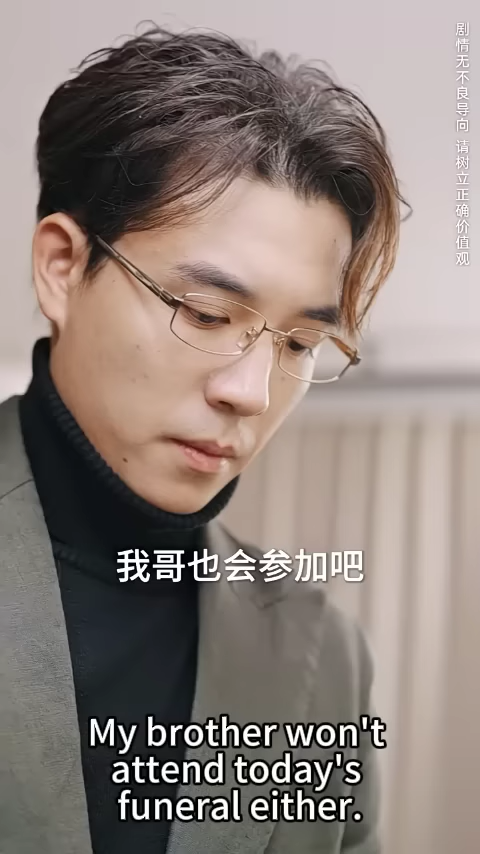 剧情无不良导向 请树立正确价值观
我哥也会参加吧
My brother won't
attend today's
funeral either.